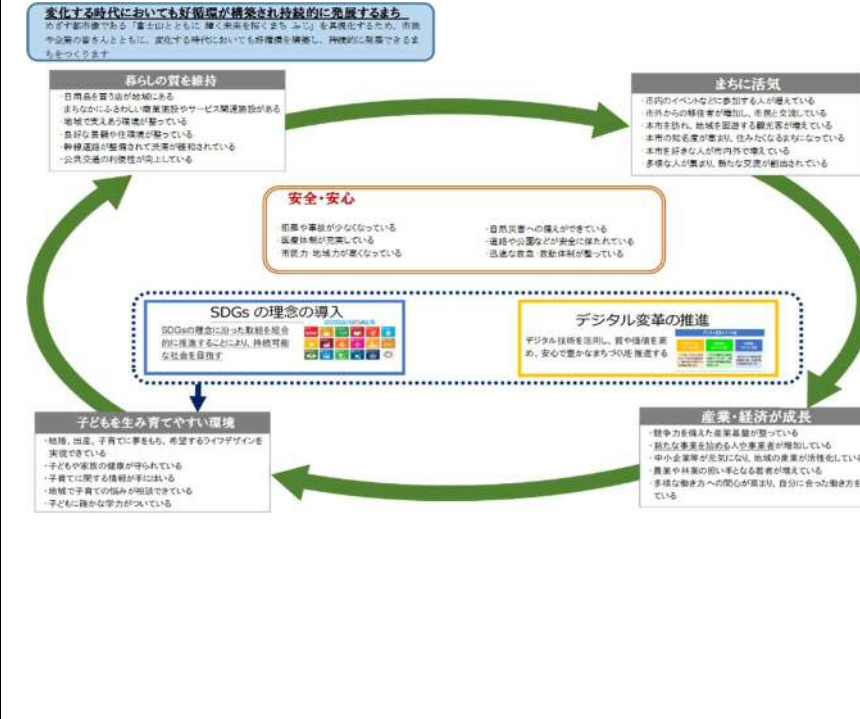 変化する時代においても好循環が構築され持続的に発展するまち
めざす都市像である「富士山とともに 輝く未来を拓くまち ふじ」を具現化するため、市民
や企業の皆さんとともに、変化する時代においても好循環を構築し、持続的に発展できるま
ちをつくります
暮らしの質を維持
・日用品を買う店が地域にある
・まちなかにふさわしい商業施設やサービス関連施設がある
・地域で支えあう環境が整っている
・良好な景観や住環境が整っている
・幹線道路が整備されて渋滞が緩和されている
・公共交通の利便性が向上している
まちに活気
・市内のイベントなどに参加する人が増えている
・市外からの移住者が増加し、市民と交流している
・本市を訪れ、地域を回遊する観光客が増えている
・本市の知名度が高まり、住みたくなるまちになっている
・本市を好きな人が市内外で増えている
・多様な人が集まり、新たな交流が創出されている
安全・安心
・犯罪や事故が少なくなっている
・医療体制が充実している
・市民力 地域力が高くなっている
・自然災害への備えができている
・道路や公園などが安全に保たれている
・迅速な救急・救助体制が整っている
SDGs の理念の導入
SDGsの理念に沿った取組を総合
的に推進することにより、持続可能
な社会を目指す
デジタル変革の推進
デジタル技術を活用し、質や価値を高
め、安心で豊かなまちづくりを推進する
子どもを生み育てやすい環境
・結婚、出産、子育てに夢をもち、希望するライフデザインを
実現できている
・子どもや家族の健康が守られている
・子育てに関する情報が手にはいる
・地域で子育ての悩みが相談できている
・子どもに確かな学力がついている
産業・経済が成長
・競争力を備えた産業基盤が整っている
・新たな事業を始める人や事業者が増加している
・中小企業等が元気になり、地域の産業が活性化してい
・農業や林業の担い手となる若者が増えている
・多様な働き方への関心が高まり、自分に合った働き方を
ている